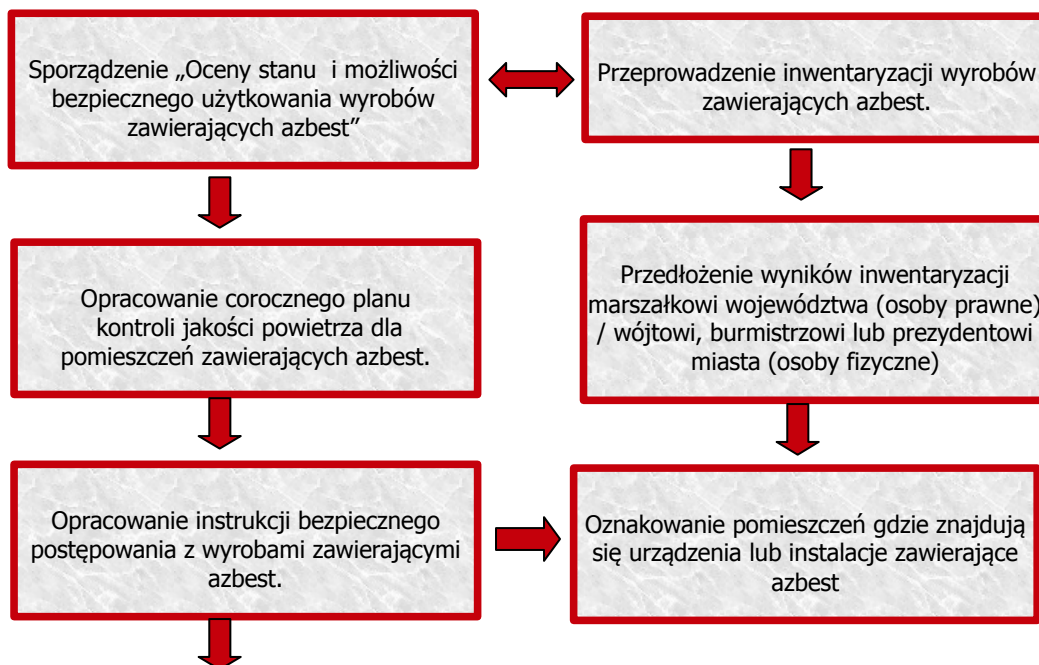 Sporządzenie „Oceny stanu i możliwości
bezpiecznego użytkowania wyrobów
zawierających azbest”
Przeprowadzenie inwentaryzacji wyrobów
zawierających azbest.
Opracowanie corocznego planu
kontroli jakości powietrza dla
pomieszczeń zawierających azbest.
Przedłożenie wyników inwentaryzacji
marszałkowi województwa (osoby prawne)
/ wójtowi, burmistrzowi lub prezydentowi
miasta (osoby fizyczne)
Opracowanie instrukcji bezpiecznego
postępowania z wyrobami zawierającymi
azbest.
Oznakowanie pomieszczeń gdzie znajdują
się urządzenia lub instalacje zawierające
azbest